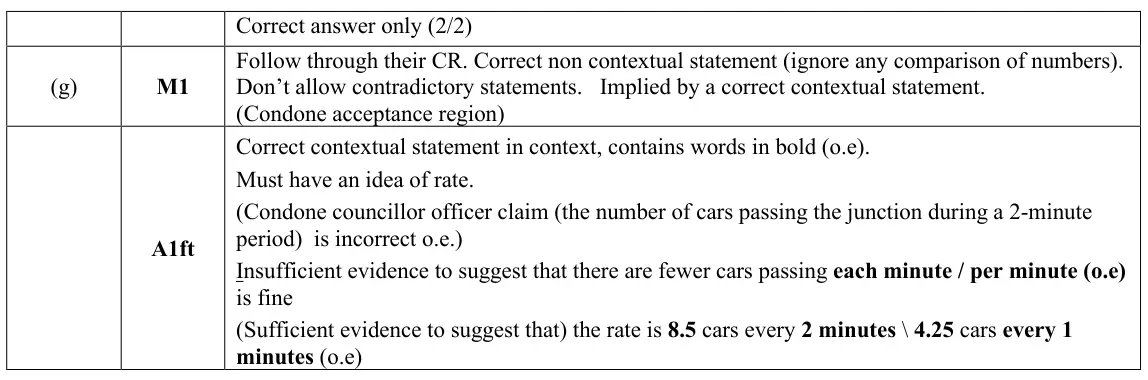 Correct answer only (2/2)
(g) M1 Follow through their CR. Correct non contextual statement (ignore any comparison of numbers).
Don’t allow contradictory statements.   Implied by a correct contextual statement.
(Condone acceptance region)
A1ft Correct contextual statement in context, contains words in bold (o.e).
Must have an idea of rate.
(Condone councillor officer claim (the number of cars passing the junction during a 2-minute
period)  is incorrect o.e.)
Insufficient evidence to suggest that there are fewer cars passing each minute / per minute (o.e)
is fine
(Sufficient evidence to suggest that) the rate is 8.5 cars every 2 minutes \ 4.25 cars every 1
minutes (o.e)